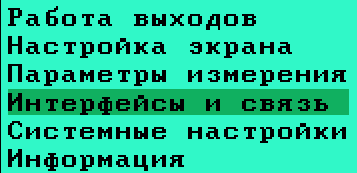 Работа выходов
Настройка экрана
Параметры измерения
Интерфейсы и связь
Системные настройки
Информация